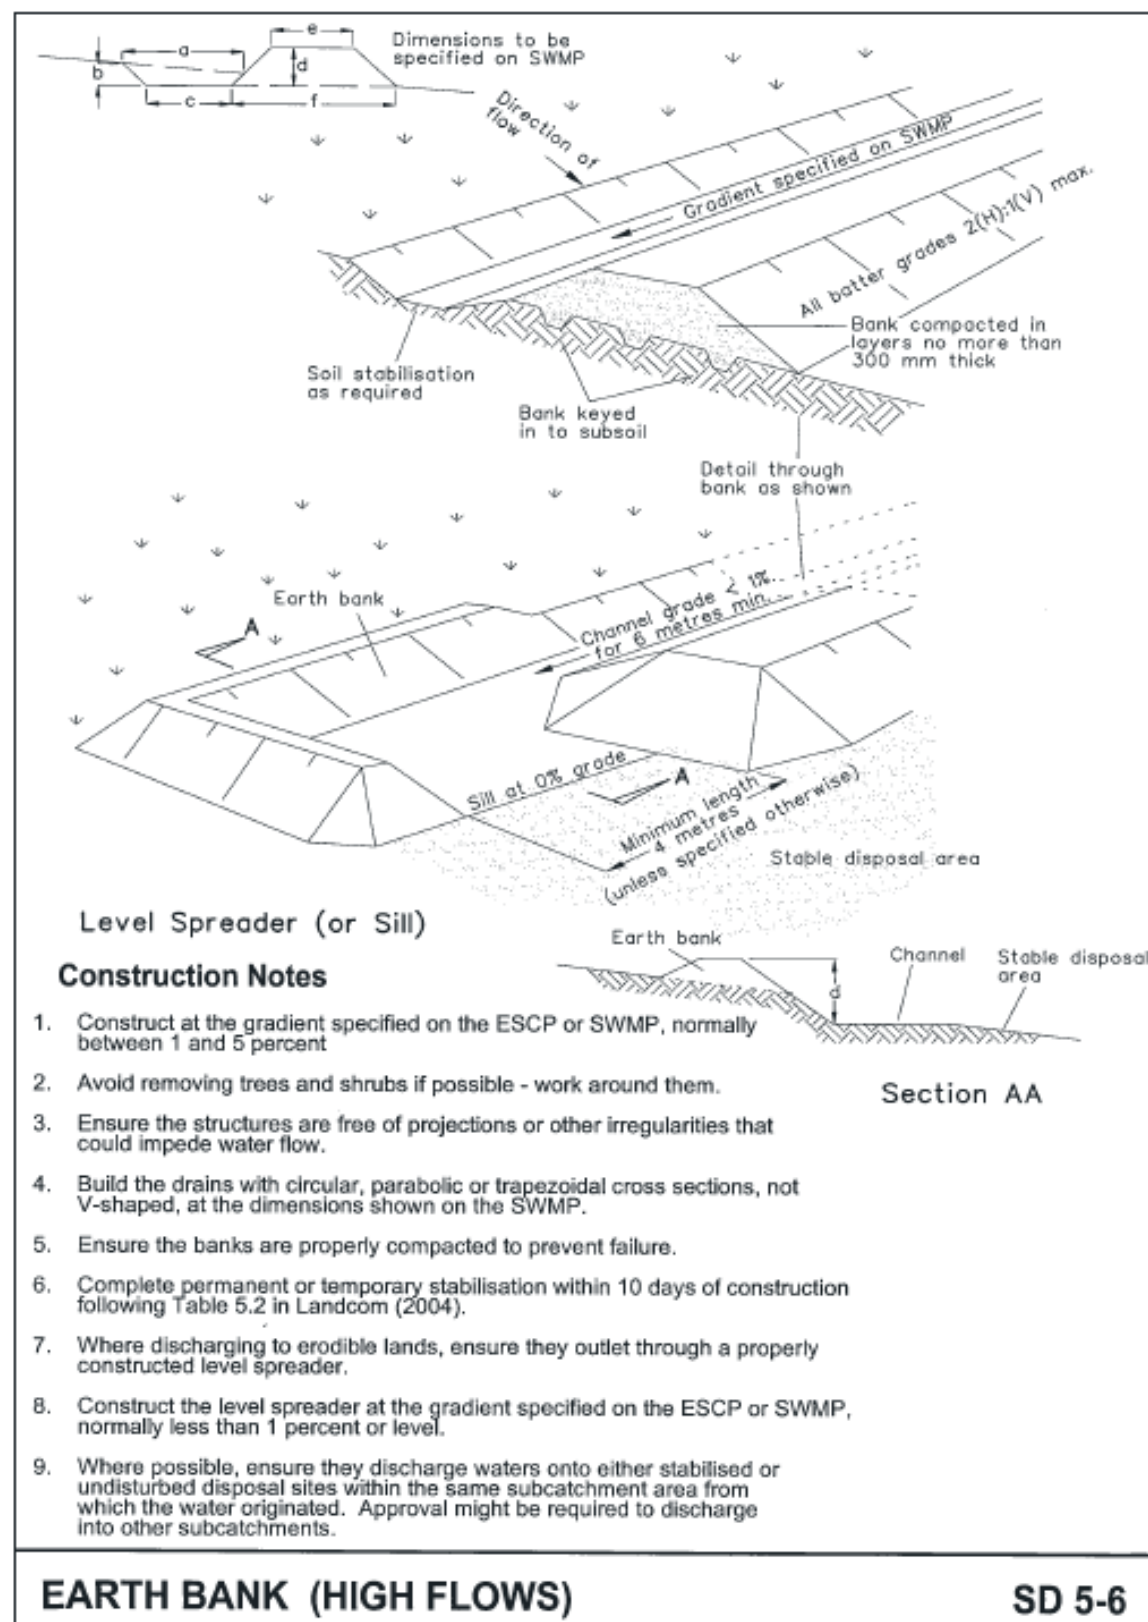 e
Dimensions to be
specified on SWMP
a
b
d
c
f
Direction of
flow
Gradient specified on SWMP
All batter grades 2(H):1(V) max.
Bank compacted in
layers no more than
300 mm thick
Soil stabilisation
as required
Bank keyed
in to subsoil
Detail through
bank as shown
Earth bank
Channel grade < 1%
for 6 metres min.
A
Sill at 0% grade
A
Minimum length
4 metres
(unless specified otherwise)
Stable disposal area
Level Spreader (or Sill)
Earth bank
Channel
Stable disposal
area
d
Section AA
Construction Notes
1. Construct at the gradient specified on the ESCP or SWMP, normally
between 1 and 5 percent
2. Avoid removing trees and shrubs if possible - work around them.
3. Ensure the structures are free of projections or other irregularities that
could impede water flow.
4. Build the drains with circular, parabolic or trapezoidal cross sections, not
V-shaped, at the dimensions shown on the SWMP.
5. Ensure the banks are properly compacted to prevent failure.
6. Complete permanent or temporary stabilisation within 10 days of construction
following Table 5.2 in Landcom (2004).
7. Where discharging to erodible lands, ensure they outlet through a properly
constructed level spreader.
8. Construct the level spreader at the gradient specified on the ESCP or SWMP,
normally less than 1 percent or level.
9. Where possible, ensure they discharge waters onto either stabilised or
undisturbed disposal sites within the same subcatchment area from
which the water originated. Approval might be required to discharge
into other subcatchments.
EARTH BANK (HIGH FLOWS)
SD 5-6